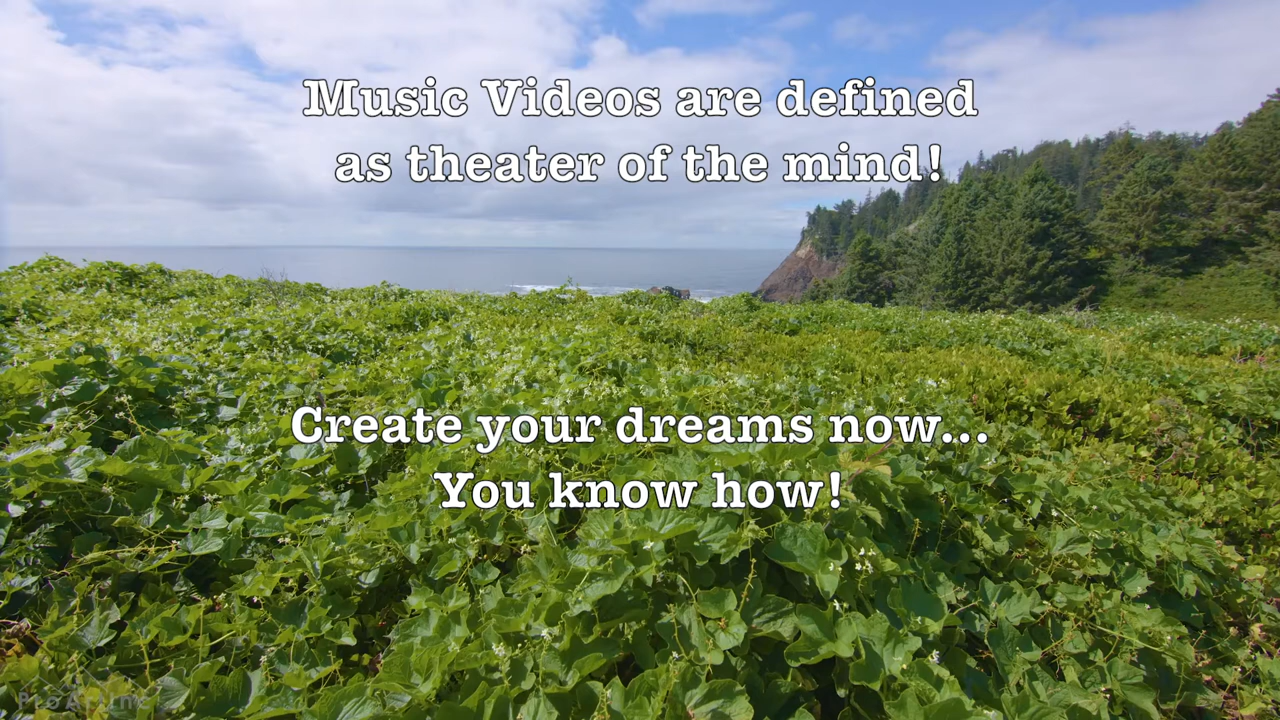 Music Videos are defined
as theater of the mind!
Create your dreams now...
You know how!